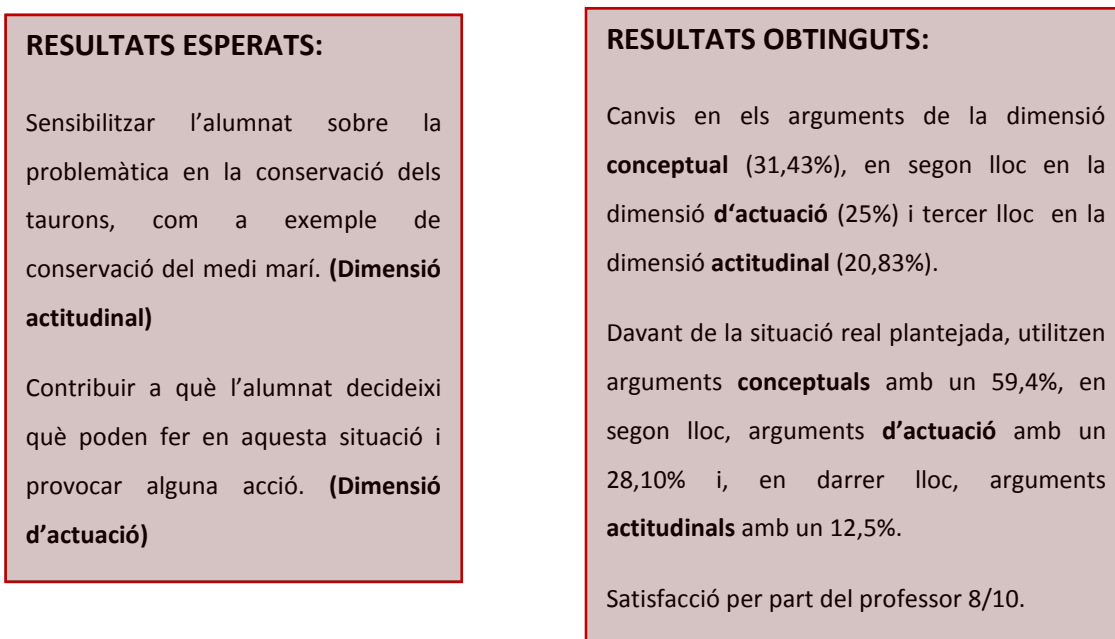 RESULTATS ESPERATS:
Sensibilitzar l'alumnat sobre la
problemàtica en la conservació dels
taurons, com a exemple de
conservació del medi marí. (Dimensió
actitudinal)
Contribuir a què l'alumnat decideixi
què poden fer en aquesta situació i
provocar alguna acció. (Dimensió
d'actuació)
RESULTATS OBTINGUTS:
Canvis en els arguments de la dimensió
conceptual (31,43%), en segon lloc en la
dimensió d‘actuació (25%) i tercer lloc en la
dimensió actitudinal (20,83%).
Davant de la situació real plantejada, utilitzen
arguments conceptuals amb un 59,4%, en
segon lloc, arguments d'actuació amb un
28,10% i, en darrer lloc, arguments
actitudinals amb un 12,5%.
Satisfacció per part del professor 8/10.